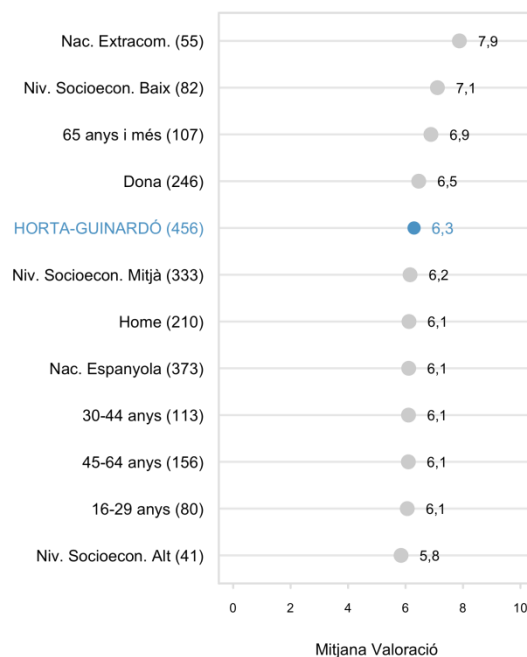 Nac. Extracom. (55) 7,9
Niv. Socioecon. Baix (82) 7,1
65 anys i més (107) 6,9
Dona (246) 6,5
HORTA-GUINARDÓ (456) 6,3
Niv. Socioecon. Mitjà (333) 6,2
Home (210) 6,1
Nac. Espanyola (373) 6,1
30-44 anys (113) 6,1
45-64 anys (156) 6,1
16-29 anys (80) 6,1
Niv. Socioecon. Alt (41) 5,8
0 2 4 6 8 10
Mitjana Valoració